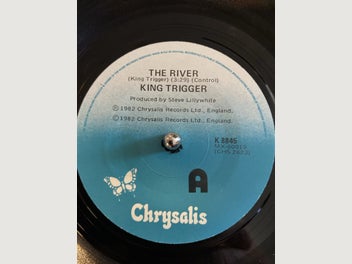 THE RIVER
(King Trigger) (3:29) (Control)
KING TRIGGER
Produced by Steve Lillywhite
℗ 1982 Chrysalis Records Ltd., England.
© 1982 Chrysalis Records Ltd., England.
K 8845
A
Chrysalis